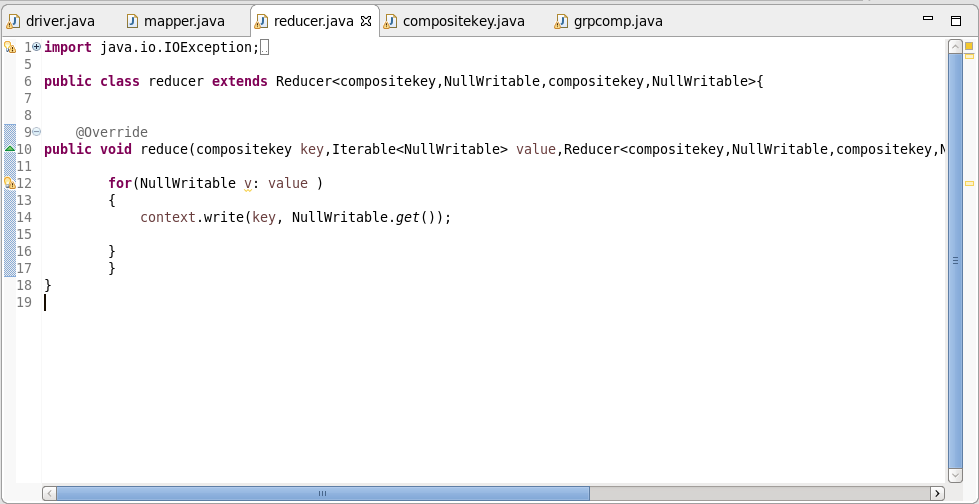 driver.java mapper.java reducer.java compositekey.java grpcomp.java
1 import java.io.IOException;
5
6 public class reducer extends Reducer<compositekey,NullWritable,compositekey,NullWritable>{
7
8
9 @Override
10 public void reduce(compositekey key,Iterable<NullWritable> value,Reducer<compositekey,NullWritable,compositekey,N
11
12 for(NullWritable v: value )
13 {
14 context.write(key, NullWritable.get());
15
16 }
17 }
18 }
19